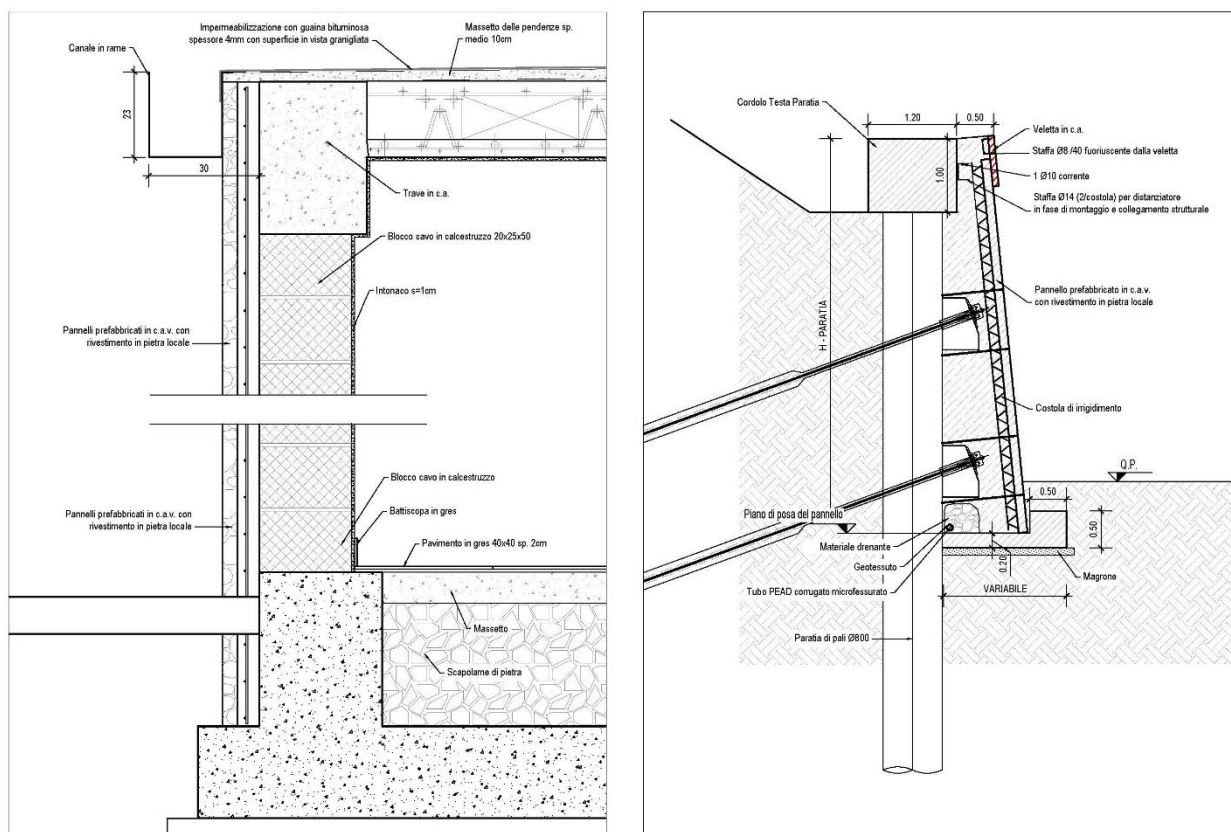 Impermeabilizzazione con guaina bituminosa
spessore 4mm con superficie in vista granigliata
Massetto delle pendenze sp.
medio 10cm
Canale in rame
23
30
Trave in c.a.
Blocco cavo in calcestruzzo 20x25x50
Intonaco s=1cm
Pannelli prefabbricati in c.a.v. con
rivestimento in pietra locale
Blocco cavo in calcestruzzo
Pannelli prefabbricati in c.a.v. con
rivestimento in pietra locale
Battiscopa in gres
Pavimento in gres 40x40 sp. 2cm
Massetto
Scapolame di pietra
Cordolo Testa Paratia
1.20
0.50
Veletta in c.a.
Staffa Ø8 /40 fuoriuscente dalla veletta
1 Ø10 corrente
1.00
Staffa Ø14 (2/costola) per distanziatore
in fase di montaggio e collegamento strutturale
Pannello prefabbricato in c.a.v.
con rivestimento in pietra locale
H - PARATIA
Costola di irrigidimento
Q.P.
0.50
Piano di posa del pannello
0.50
Materiale drenante
Geotessuto
0.20
Magrone
Tubo PEAD corrugato microfessurato
VARIABILE
Paratia di pali Ø800